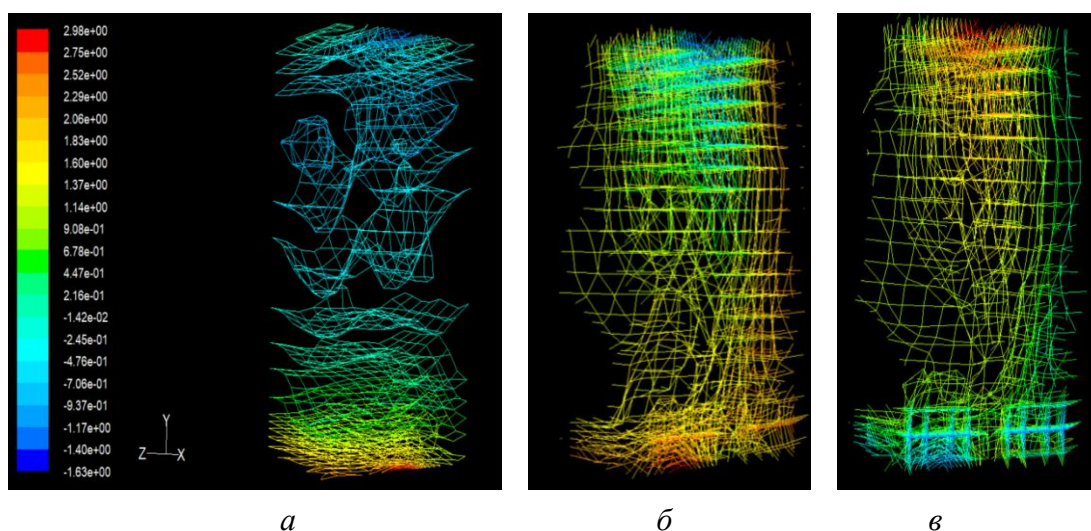 2.98e+00
2.75e+00
2.52e+00
2.29e+00
2.06e+00
1.83e+00
1.60e+00
1.37e+00
1.14e+00
9.08e-01
6.78e-01
4.47e-01
2.16e-01
-1.42e-02
-2.45e-01
-4.76e-01
-7.06e-01
-9.37e-01
-1.17e+00
-1.40e+00
-1.63e+00
Y
Z X
а б в